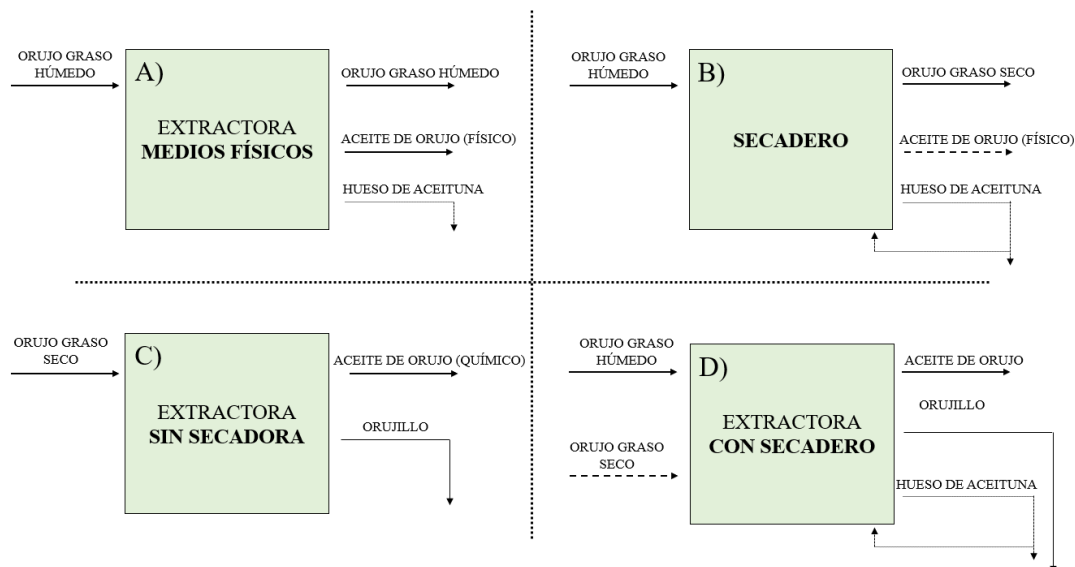 ORUJO GRASO
HÚMEDO
A)
EXTRACTORA
MEDIOS FÍSICOS
ORUJO GRASO HÚMEDO
ACEITE DE ORUJO (FÍSICO)
HUESO DE ACEITUNA
ORUJO GRASO
HÚMEDO
B)
SECADERO
ORUJO GRASO SECO
ACEITE DE ORUJO (FÍSICO)
HUESO DE ACEITUNA
ORUJO GRASO
SECO
C)
EXTRACTORA
SIN SECADORA
ACEITE DE ORUJO (QUÍMICO)
ORUJILLO
ORUJO GRASO
HÚMEDO
ORUJO GRASO
SECO
D)
EXTRACTORA
CON SECADERO
ACEITE DE ORUJO
ORUJILLO
HUESO DE ACEITUNA